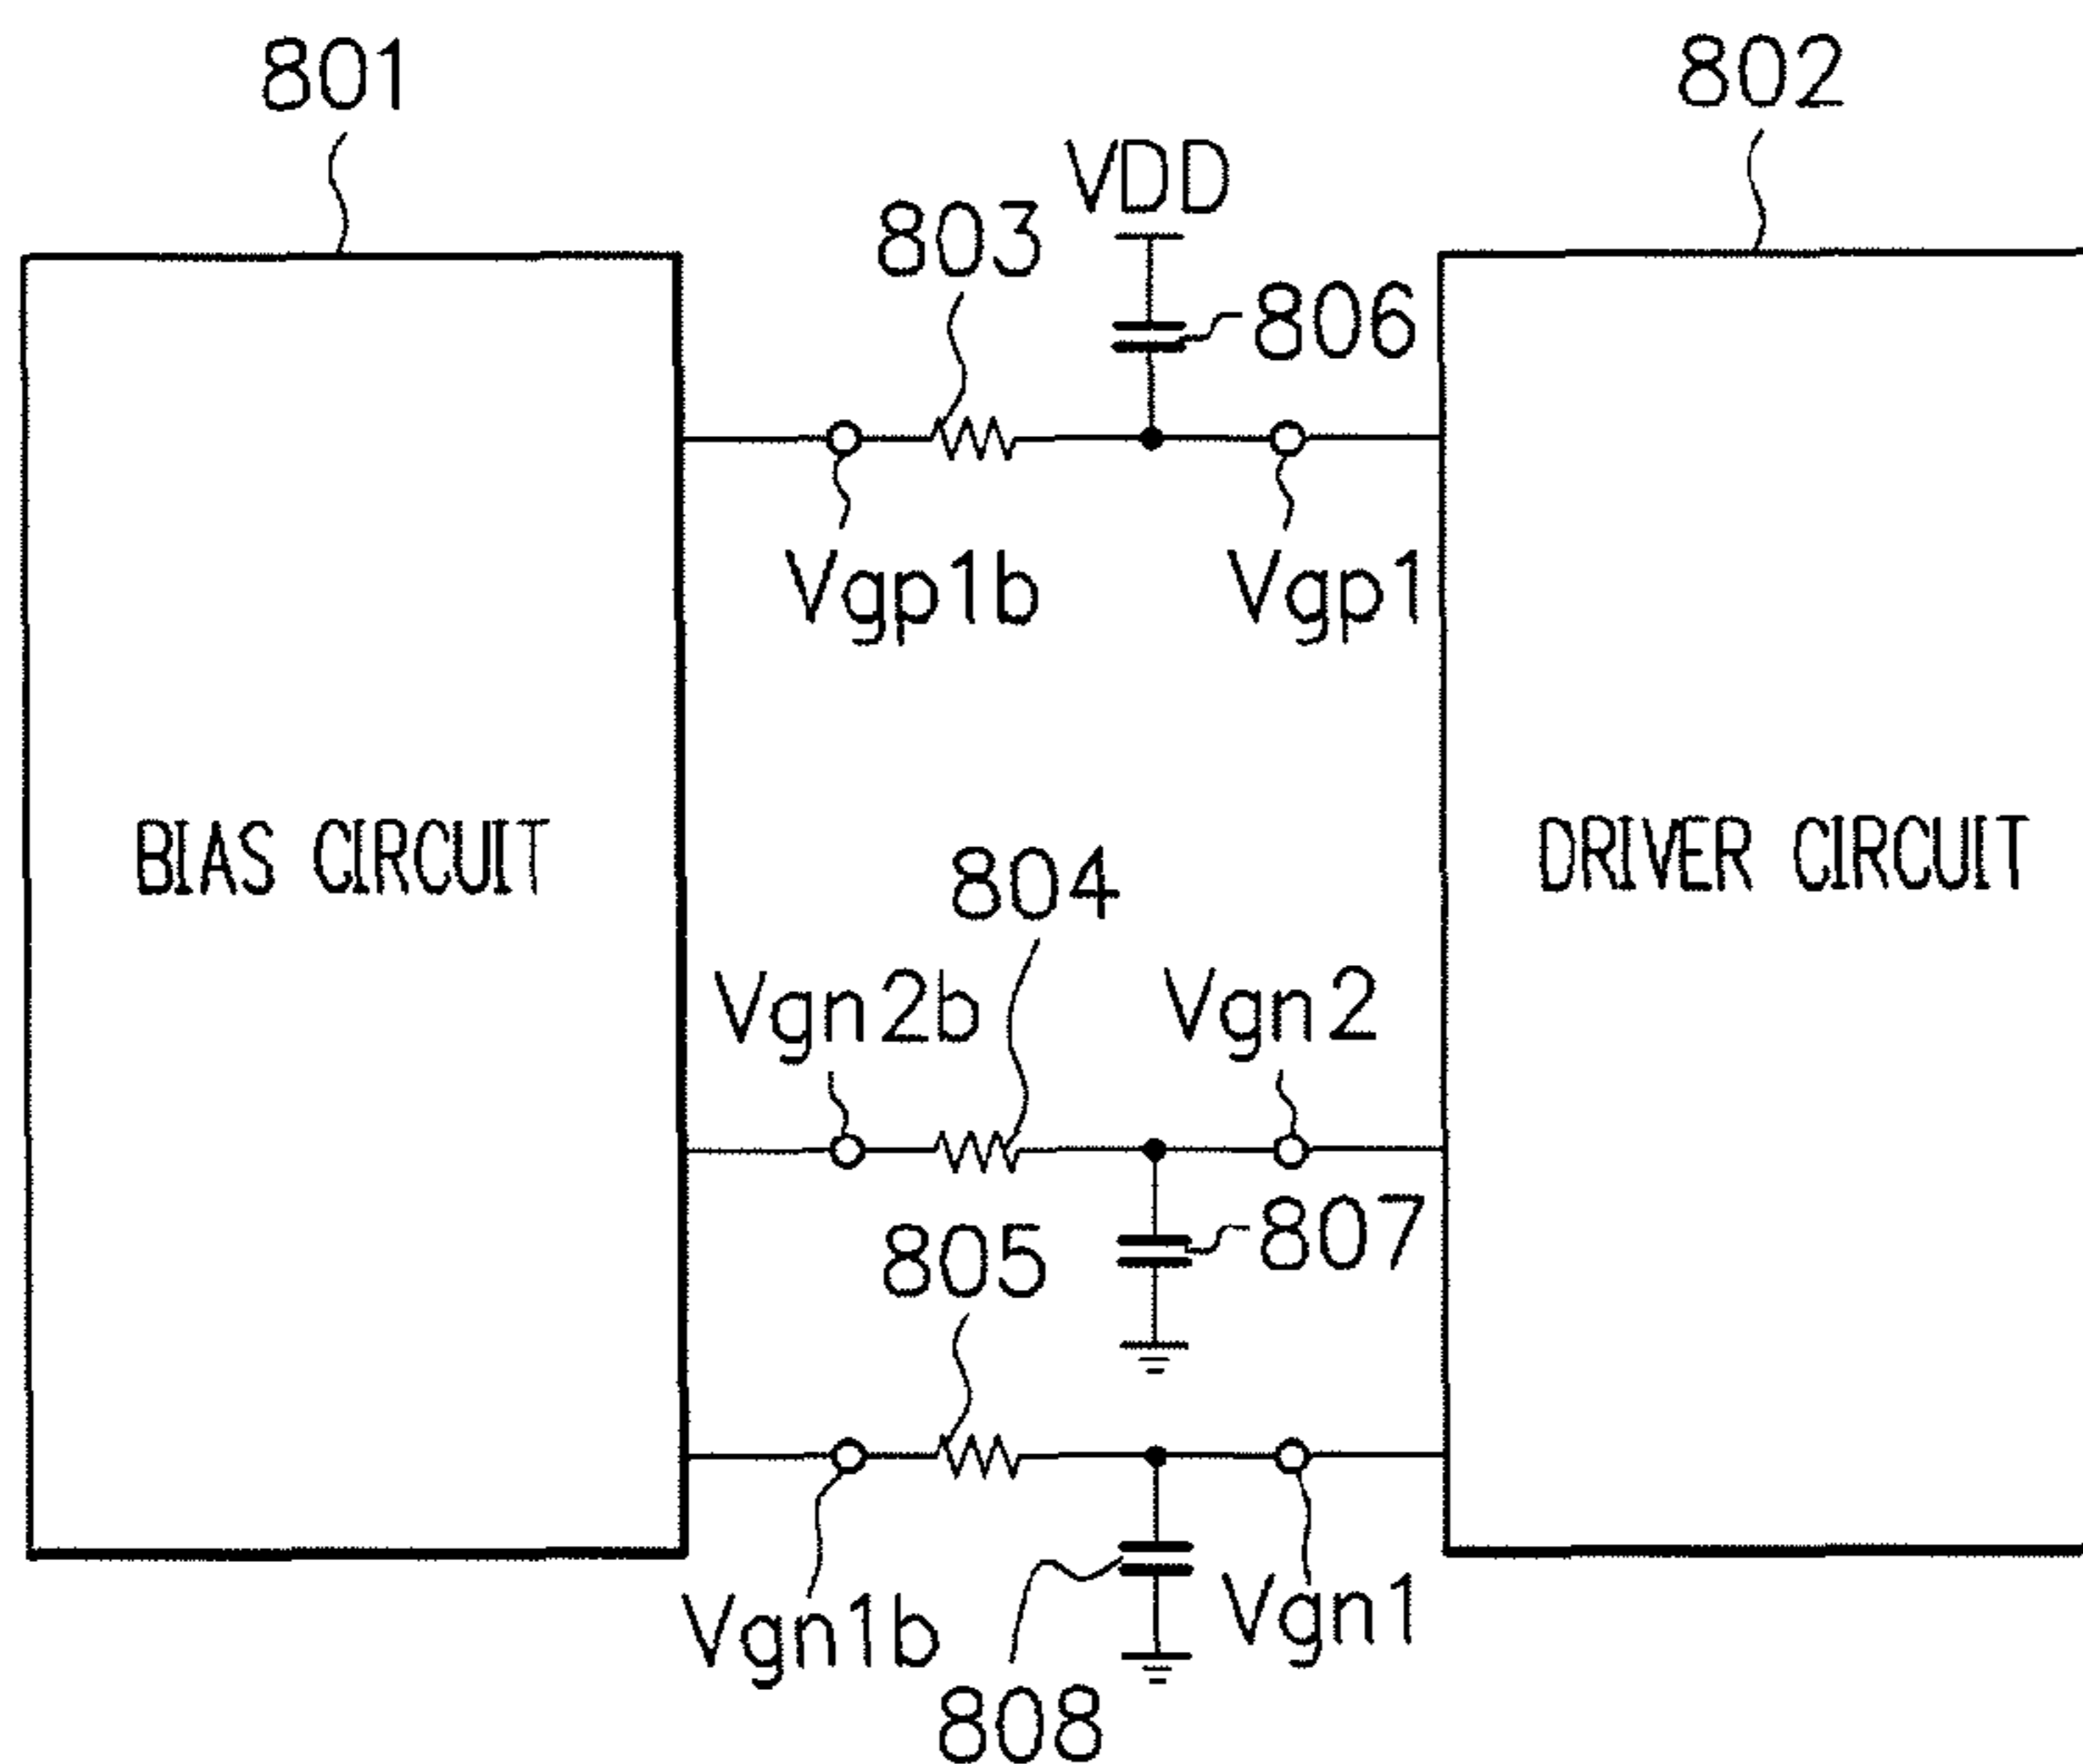 801
802
VDD
803
806
Vgp1b
Vgp1
BIAS CIRCUIT
DRIVER CIRCUIT
804
Vgn2b
Vgn2
807
805
Vgn1b
Vgn1
808